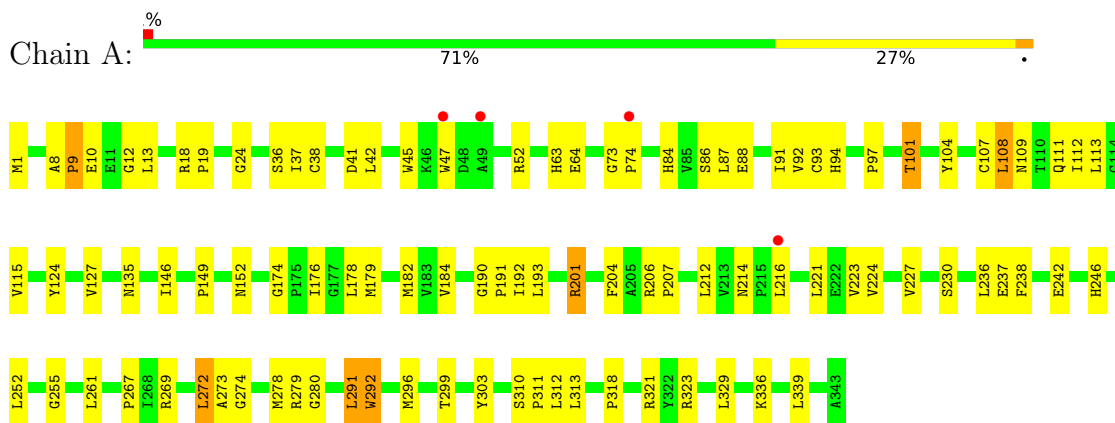 %
Chain A:
71% 27% •
M1 A8 P9 E10 E11 G12 L13 R18 P19 G24 S36 I37 C38 D41 L42 W45 K46 W47 D48 A49 R52 H63 E64 G73 P74 H84 V85 S86 L87 E88 I91 V92 C93 H94 P97 T101 Y104 C107 L108 N109 T110 Q111 I112 L113 G114
V115 Y124 V127 N135 I146 P149 N152 G174 P175 I176 G177 L178 M179 M182 V183 V184 G190 P191 I192 L193 R201 F204 A205 R206 P207 L212 V213 N214 P215 L216 L221 E222 V223 V224 V227 S230 L236 E237 F238 E242 H246
L252 G255 L261 P267 I268 R269 L272 A273 G274 M278 R279 G280 L291 W292 M296 T299 Y303 S310 P311 L312 L313 P318 R321 Y322 R323 L329 K336 L339 A343